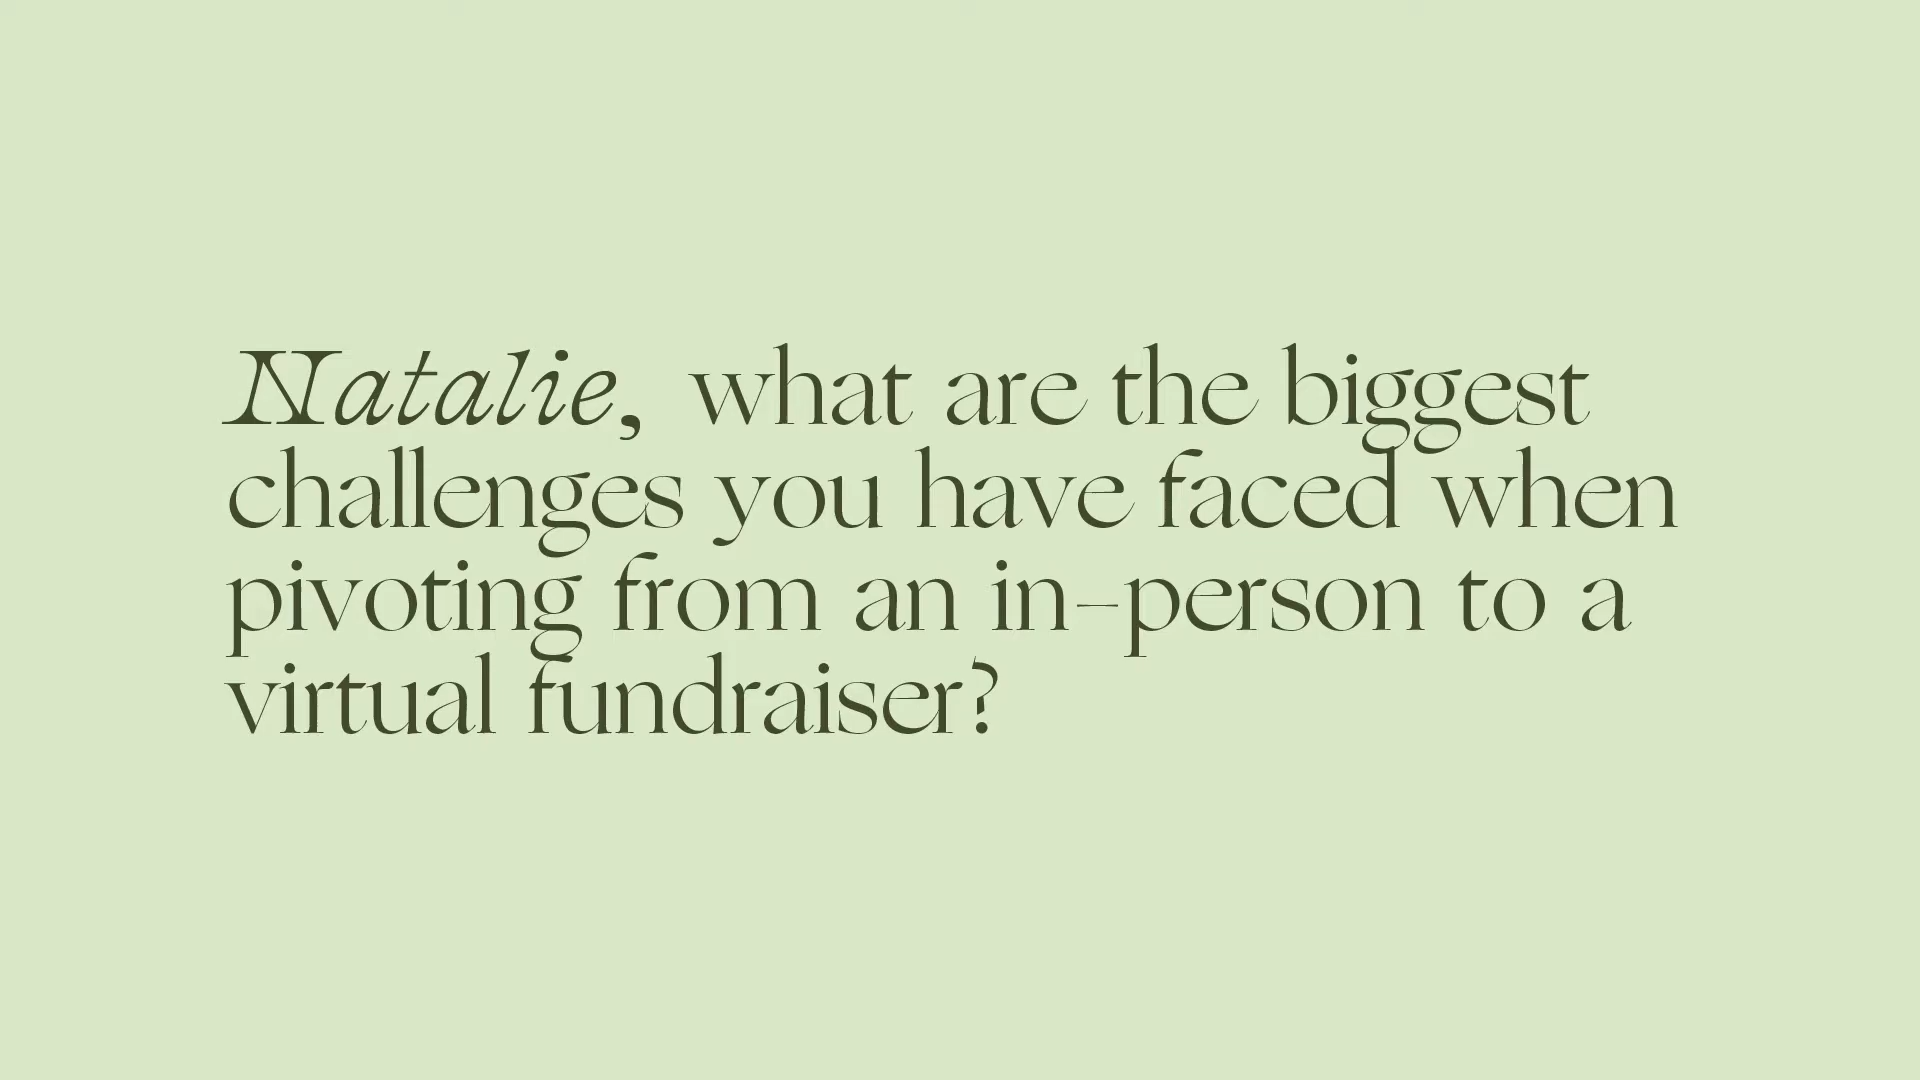 Natalie, what are the biggest
challenges you have faced when
pivoting from an in-person to a
virtual fundraiser?